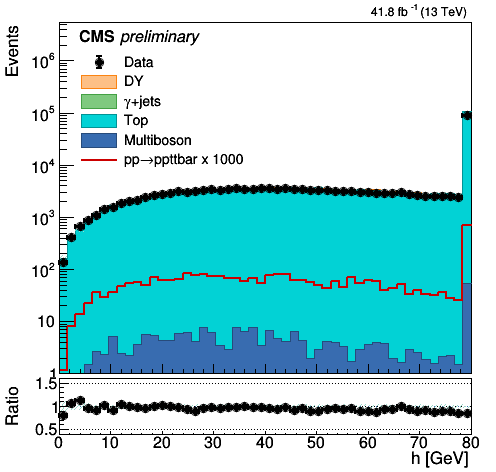 41.8 fb⁻¹ (13 TeV)
Events
CMS preliminary
Data
DY
γ+jets
Top
Multiboson
pp→ppttbar x 1000
10⁶
10⁵
10⁴
10³
10²
10
1
Ratio
1.5
1
0.5
0 10 20 30 40 50 60 70 80
h [GeV]